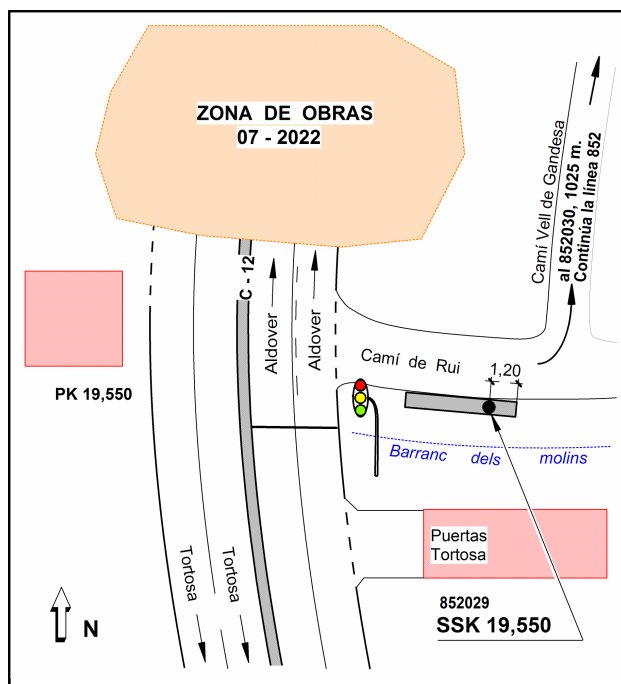 ZONA DE OBRAS
07 - 2022
Camí Vell de Gandesa
al 852030, 1025 m.
Continúa la línea 852
C - 12
Aldover
Aldover
Camí de Rui
1,20
PK 19,550
Barranc dels molins
Puertas
Tortosa
Tortosa
Tortosa
852029
SSK 19,550
N